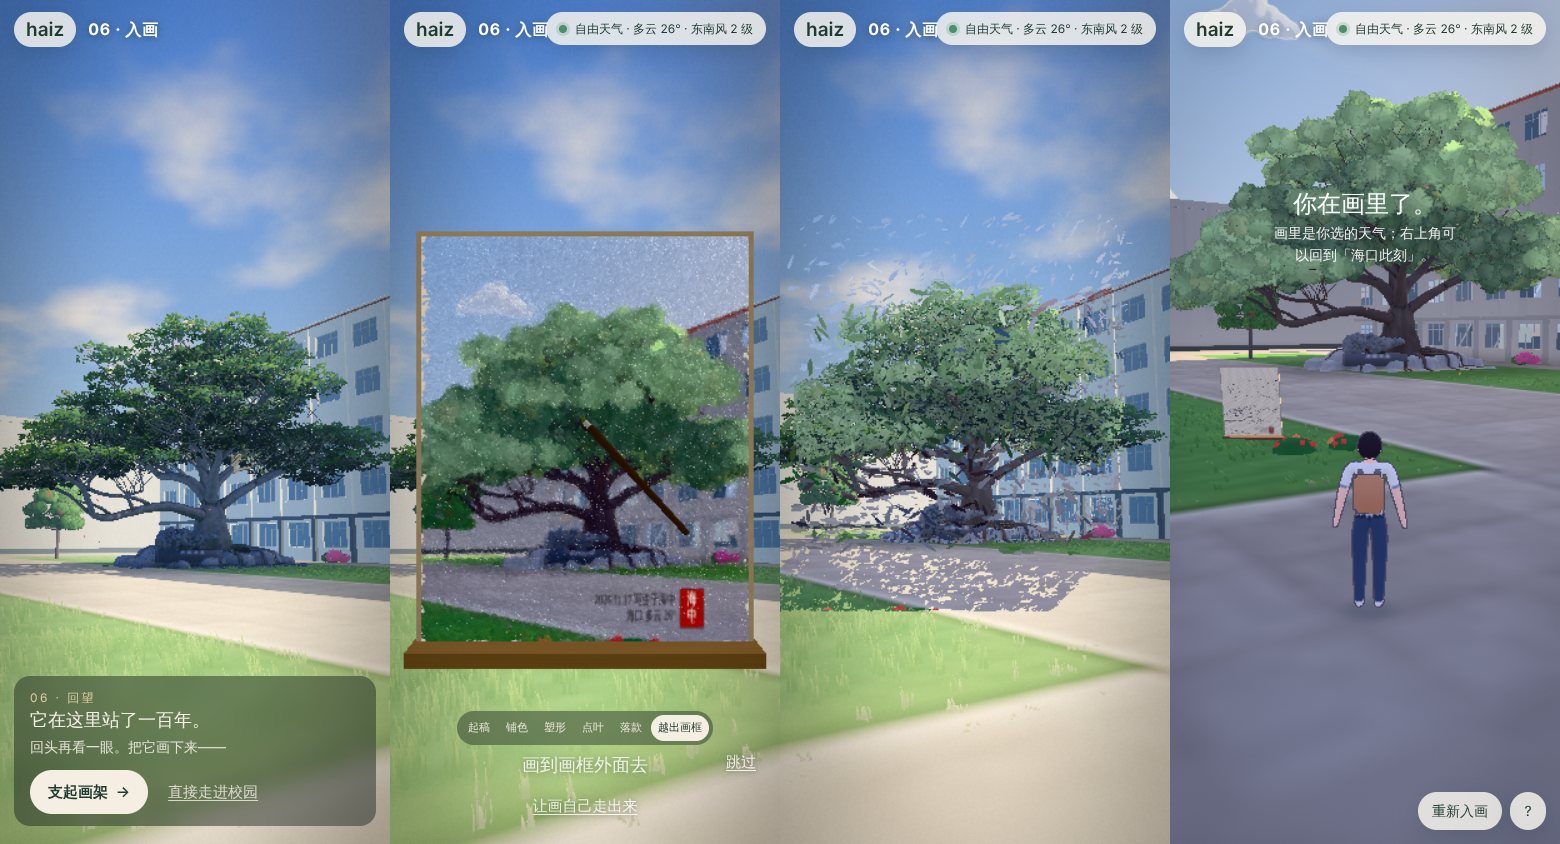 haiz
06 · 入画
06 · 回望
它在这里站了一百年。
回头再看一眼。把它画下来——
支起画架 →
直接走进校园
haiz
06 · 入画
自由天气 · 多云 26° · 东南风 2 级
海中
起稿 铺色 塑形 点叶 落款 越出画框
画到画框外面去
跳过
让画自己走出来
haiz
06 · 入画
自由天气 · 多云 26° · 东南风 2 级
haiz
06 · 入画
自由天气 · 多云 26° · 东南风 2 级
你在画里了。
画里是你选的天气；右上角可
以回到「海口此刻」。
重新入画
?